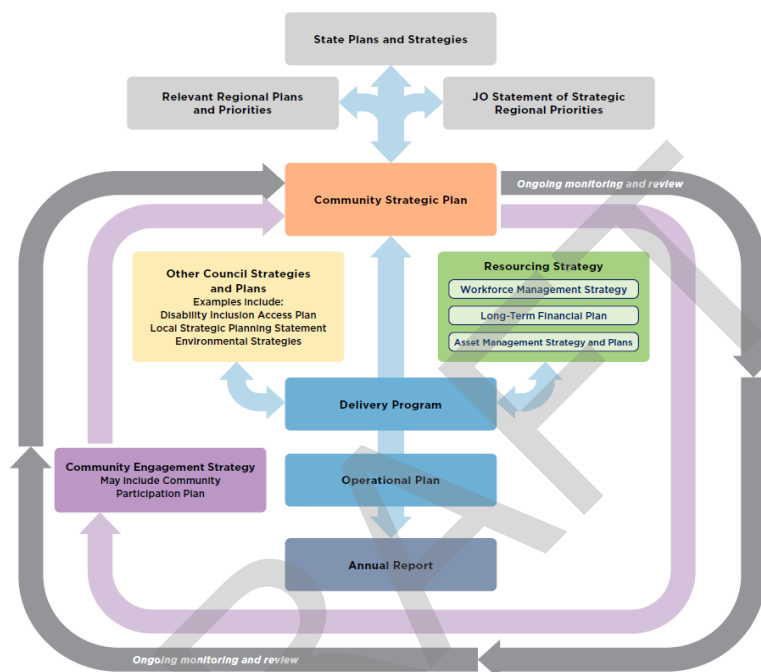 State Plans and Strategies
Relevant Regional Plans
and Priorities
JO Statement of Strategic
Regional Priorities
Ongoing monitoring and review
Community Strategic Plan
Other Council Strategies
and Plans
Examples include:
Disability Inclusion Access Plan
Local Strategic Planning Statement
Environmental Strategies
Resourcing Strategy
Workforce Management Strategy
Long-Term Financial Plan
Asset Management Strategy and Plans
Delivery Program
Community Engagement Strategy
May include Community
Participation Plan
Operational Plan
Annual Report
Ongoing monitoring and review
DRAFT